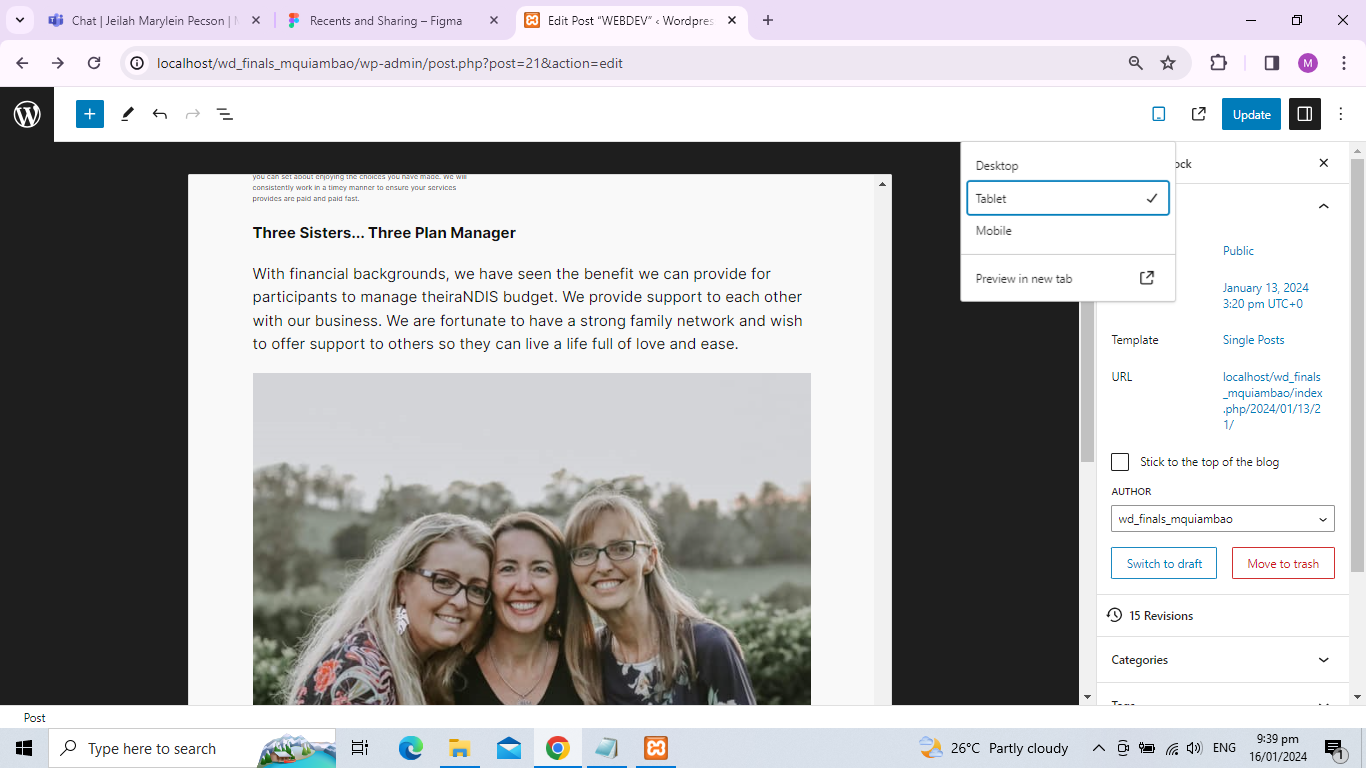 Chat | Jeilah Marylein Pecson | M
Recents and Sharing – Figma
Edit Post “WEBDEV” ‹ Wordpres
localhost/wd_finals_mquiambao/wp-admin/post.php?post=21&action=edit
M
Update
Desktop
Tablet
Mobile
Preview in new tab
ock
you can set about enjoying the choices you have made. We will
consistently work in a timey manner to ensure your services
provides are paid and paid fast.
Three Sisters... Three Plan Manager
With financial backgrounds, we have seen the benefit we can provide for
participants to manage theiraNDIS budget. We provide support to each other
with our business. We are fortunate to have a strong family network and wish
to offer support to others so they can live a life full of love and ease.
Public
January 13, 2024
3:20 pm UTC+0
Template
Single Posts
URL
localhost/wd_finals
_mquiambao/index
.php/2024/01/13/2
1/
Stick to the top of the blog
AUTHOR
wd_finals_mquiambao
Switch to draft
Move to trash
15 Revisions
Categories
Tags
Post
Type here to search
26°C Partly cloudy
ENG
9:39 pm
16/01/2024
1